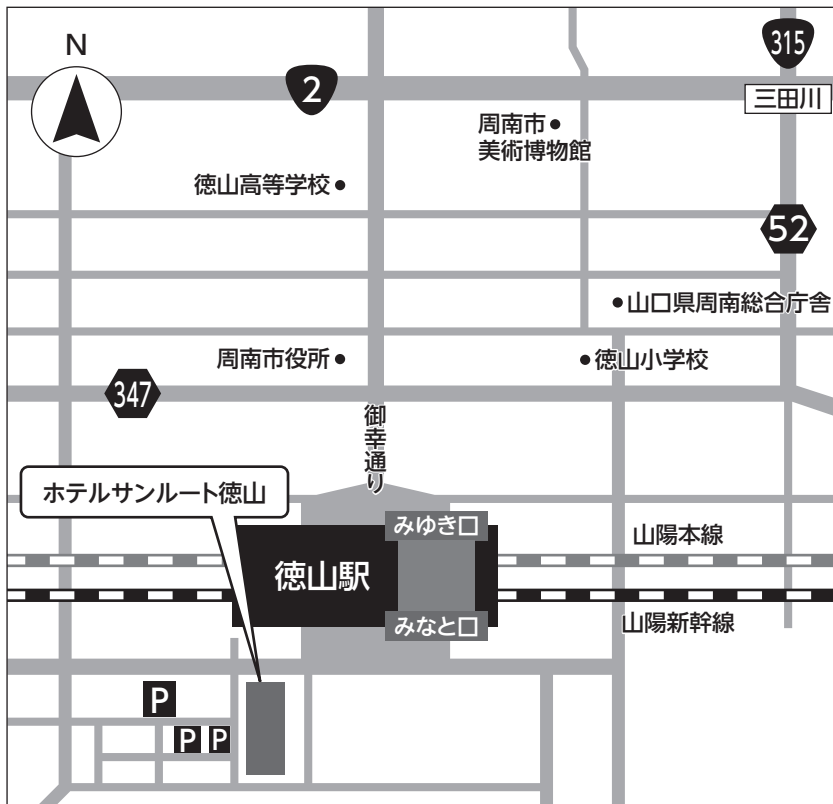 N
315
2
三田川
周南市
美術博物館
徳山高等学校
52
山口県周南総合庁舎
周南市役所
徳山小学校
347
御幸通り
ホテルサンルート徳山
みゆき口
山陽本線
徳山駅
みなと口
山陽新幹線
P
P
P